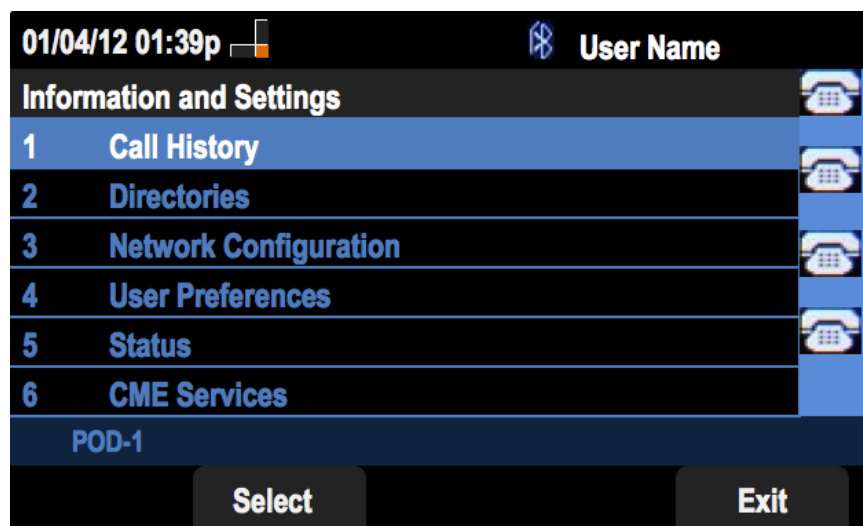 01/04/12 01:39p User Name
Information and Settings
1 Call History
2 Directories
3 Network Configuration
4 User Preferences
5 Status
6 CME Services
POD-1
Select Exit